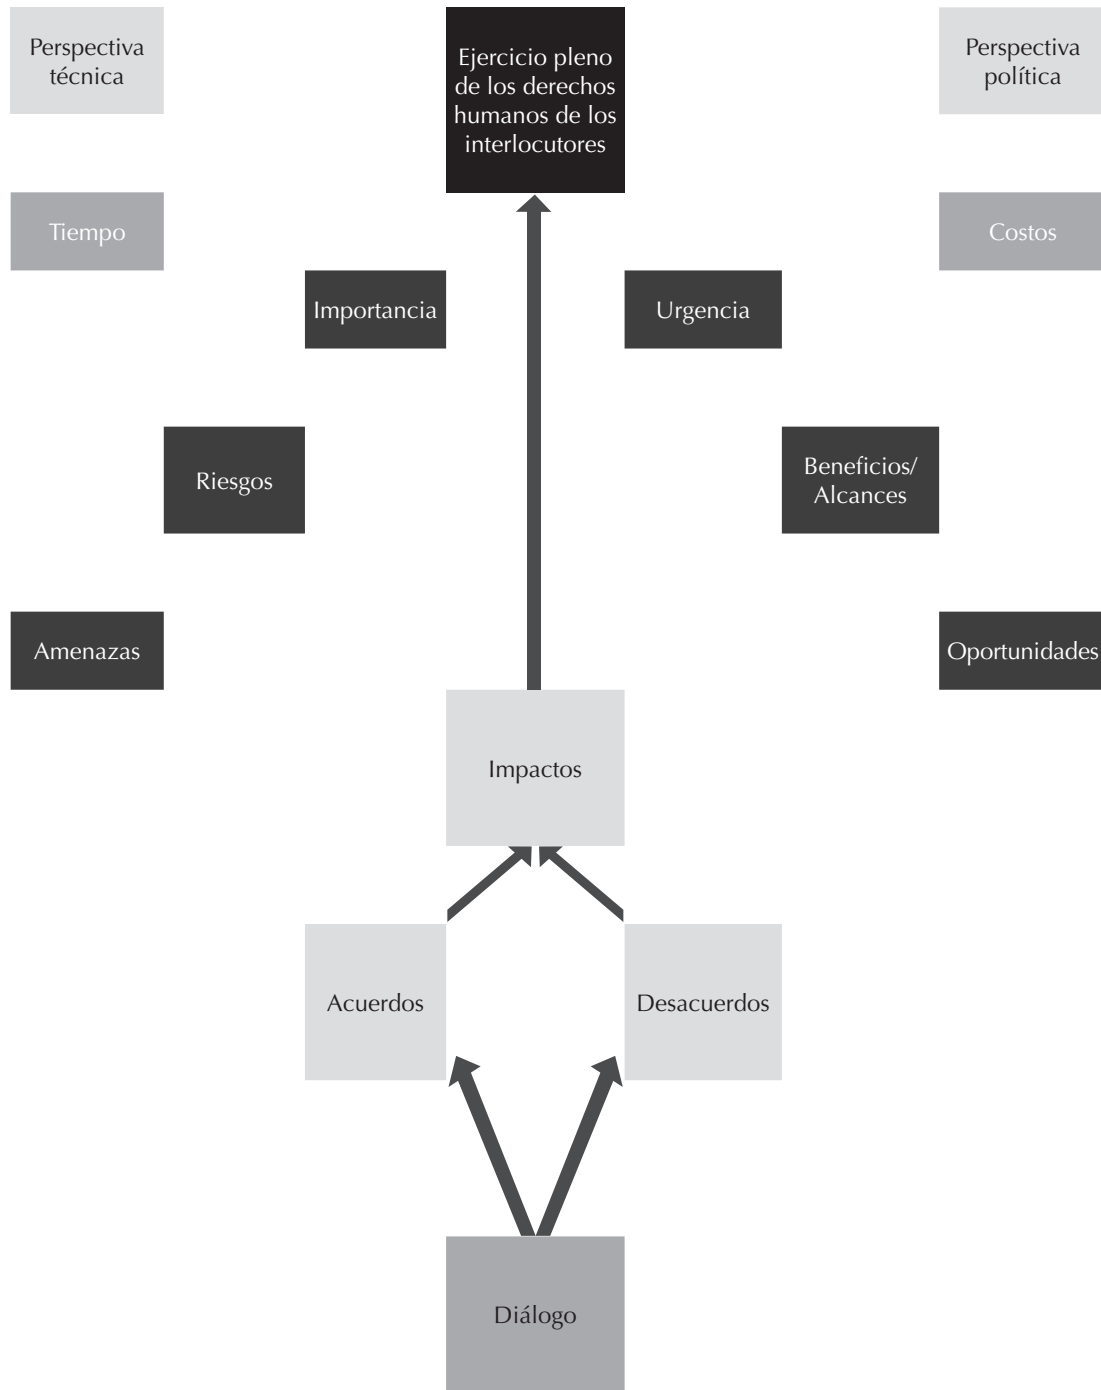 Perspectiva
técnica
Ejercicio pleno
de los derechos
humanos de los
interlocutores
Perspectiva
política
Tiempo
Costos
Importancia
Urgencia
Riesgos
Beneficios/
Alcances
Amenazas
Oportunidades
Impactos
Acuerdos
Desacuerdos
Diálogo